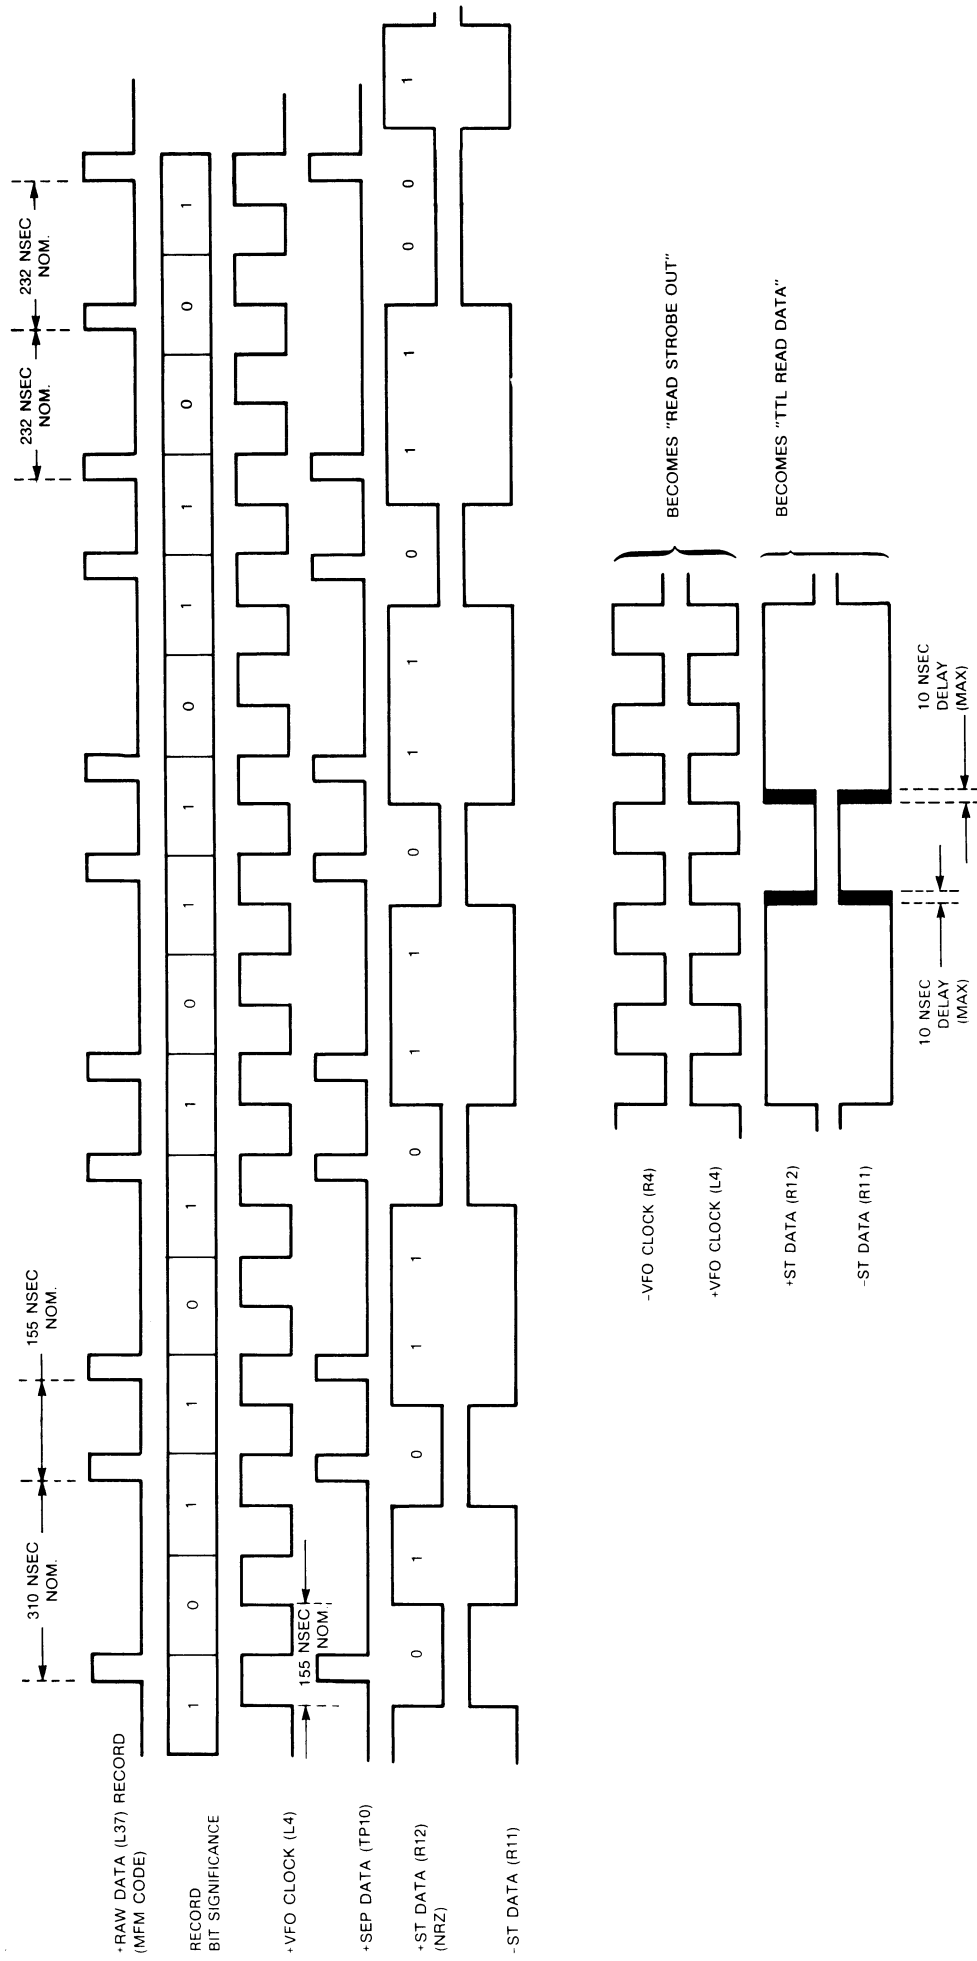 310 NSEC
NOM.
155 NSEC
NOM.
232 NSEC
NOM.
232 NSEC
NOM.
+RAW DATA (L37) RECORD
(MFM CODE)
RECORD
BIT SIGNIFICANCE
1 0 1 1 0 1 1 0 1 1 0 1 1 0 0 1
+VFO CLOCK (L4)
155 NSEC
NOM.
+SEP DATA (TP10)
+ST DATA (R12)
(NRZ)
0 1 0 1 1 0 1 1 0 1 1 0 1 1 0 0 1
-ST DATA (R11)
-VFO CLOCK (R4)
+VFO CLOCK (L4)
BECOMES "READ STROBE OUT"
+ST DATA (R12)
-ST DATA (R11)
BECOMES "TTL READ DATA"
10 NSEC
DELAY
(MAX)
10 NSEC
DELAY
(MAX)